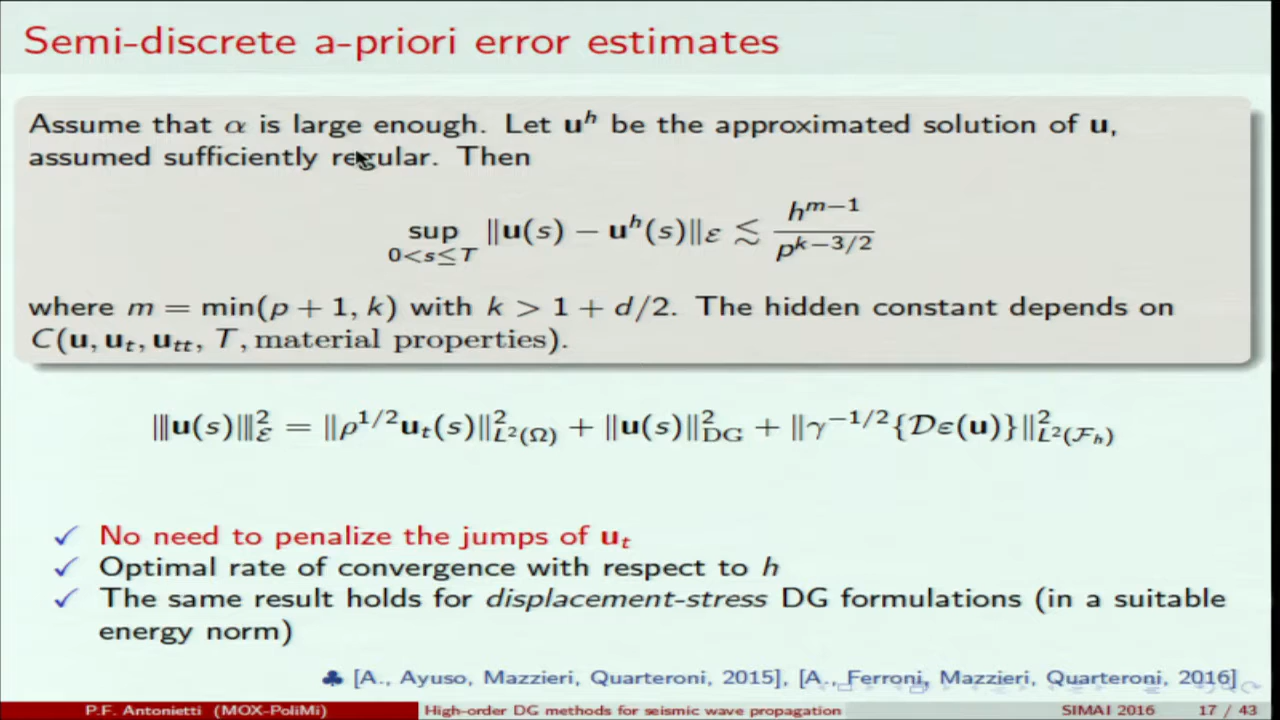 Semi-discrete a-priori error estimates
Assume that α is large enough. Let u^h be the approximated solution of u,
assumed sufficiently regular. Then
sup_{0<s≤T} ‖u(s) − u^h(s)‖_ℰ ≲ h^{m−1} / p^{k−3/2}
where m = min(p + 1, k) with k > 1 + d/2. The hidden constant depends on
C(u, u_t, u_tt, T, material properties).
|||u(s)|||²_ℰ = ‖ρ^{1/2}u_t(s)‖²_{L²(Ω)} + ‖u(s)‖²_DG + ‖γ^{−1/2}{𝒟ε(u)}‖²_{L²(ℱ_h)}
✓ No need to penalize the jumps of u_t
✓ Optimal rate of convergence with respect to h
✓ The same result holds for displacement-stress DG formulations (in a suitable
energy norm)
♣ [A., Ayuso, Mazzieri, Quarteroni, 2015], [A., Ferroni, Mazzieri, Quarteroni, 2016]
P.F. Antonietti (MOX-PoliMi) High-order DG methods for seismic wave propagation SIMAI 2016 17 / 43